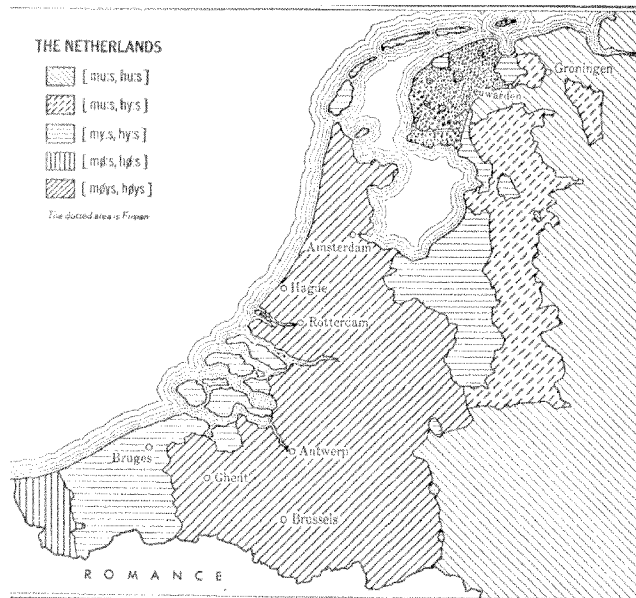 THE NETHERLANDS
[mu:s, hu:s]
[mu:s, hy:s]
[my:s, hy:s]
[mø:s, hø:s]
[møys, høys]
The dotted area is Frisian
Groningen
Amsterdam
Hague
Rotterdam
Antwerp
Bruges
Ghent
Brussels
ROMANCE